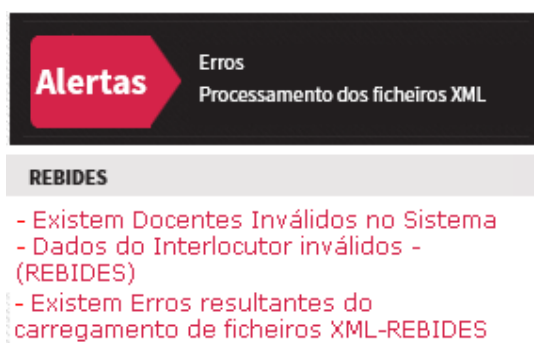 Alertas
Erros
Processamento dos ficheiros XML
REBIDES
- Existem Docentes Inválidos no Sistema
- Dados do Interlocutor inválidos -
(REBIDES)
- Existem Erros resultantes do
carregamento de ficheiros XML-REBIDES